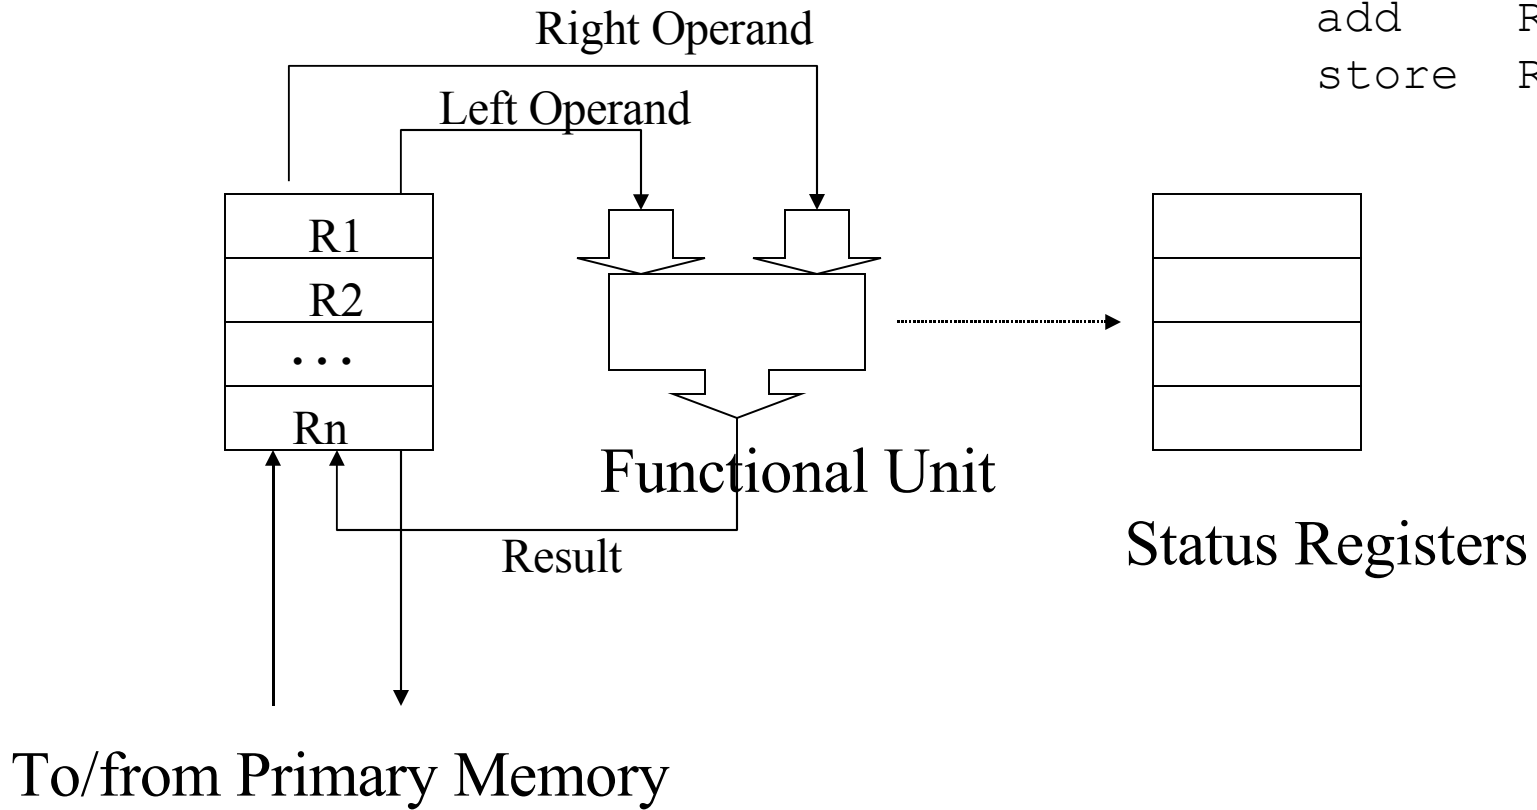 add R
store R
Right Operand
Left Operand
R1
R2
...
Rn
Functional Unit
Result
Status Registers
To/from Primary Memory